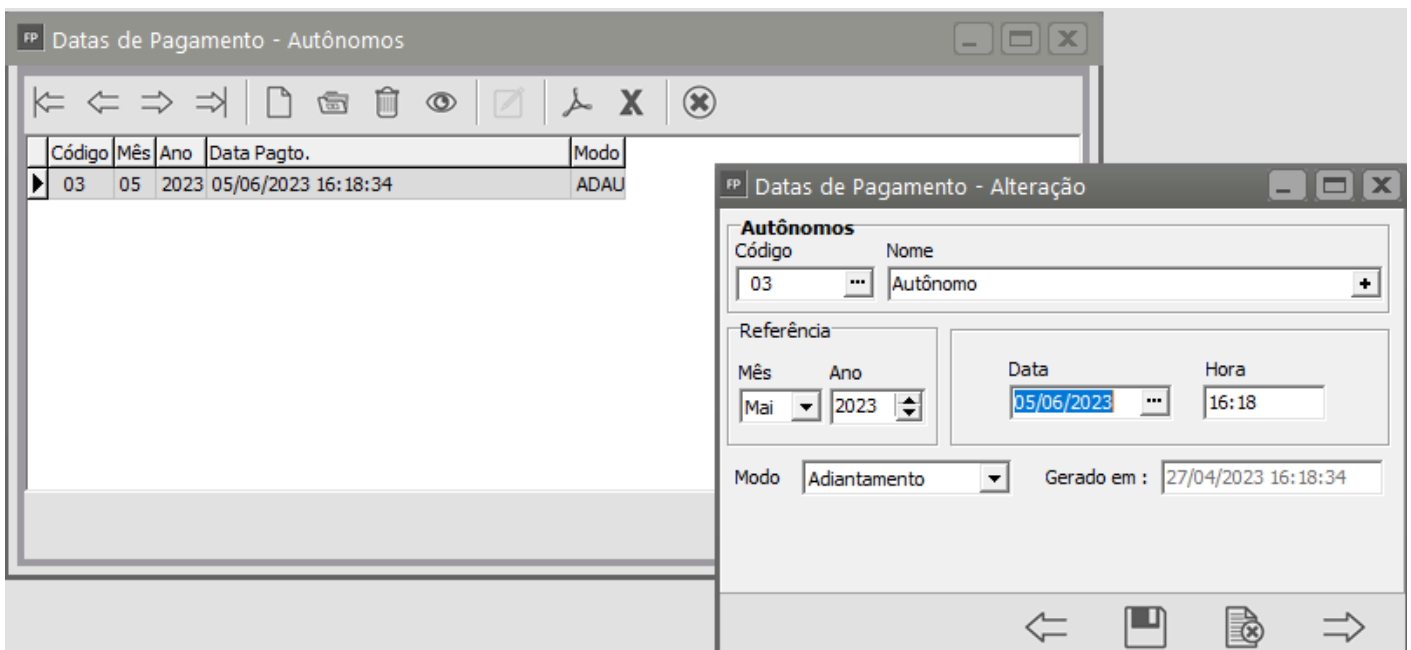 FP Datas de Pagamento - Autônomos
Código Mês Ano Data Pagto. Modo
03 05 2023 05/06/2023 16:18:34 ADAU
FP Datas de Pagamento - Alteração
Autônomos
Código Nome
03 ... Autônomo +
Referência
Mês Ano Data Hora
Mai 2023 05/06/2023 ... 16:18
Modo Adiantamento Gerado em : 27/04/2023 16:18:34